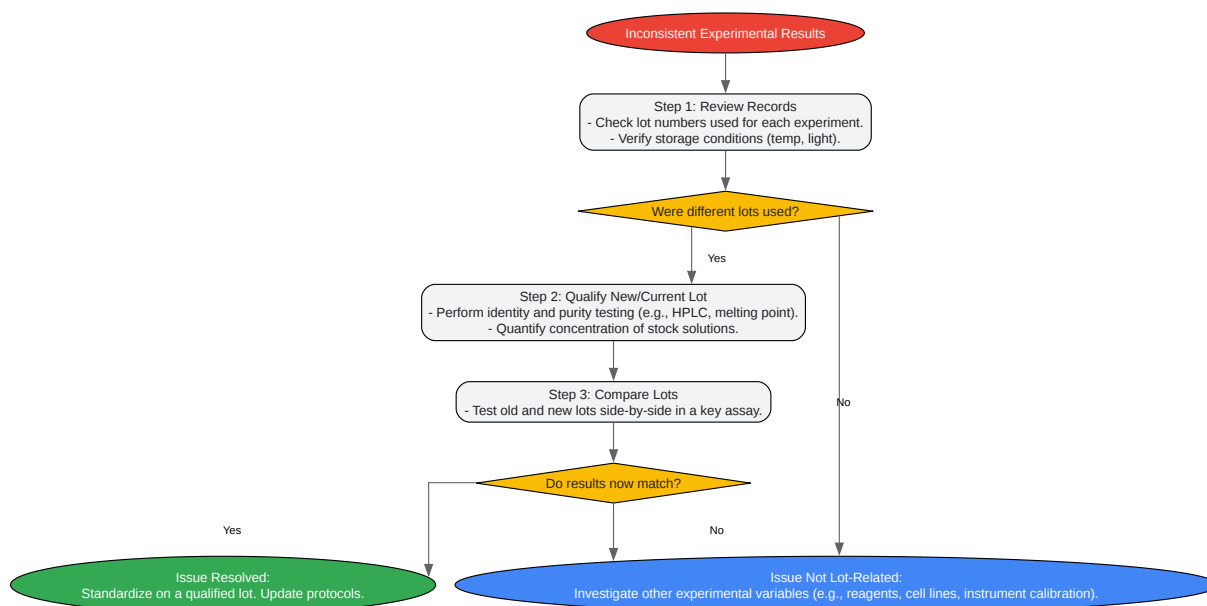 Inconsistent Experimental Results
Step 1: Review Records
- Check lot numbers used for each experiment.
- Verify storage conditions (temp, light).
Were different lots used?
Yes
Step 2: Qualify New/Current Lot
- Perform identity and purity testing (e.g., HPLC, melting point).
- Quantify concentration of stock solutions.
Step 3: Compare Lots
- Test old and new lots side-by-side in a key assay.
No
Do results now match?
Yes
No
Issue Resolved:
Standardize on a qualified lot. Update protocols.
Issue Not Lot-Related:
Investigate other experimental variables (e.g., reagents, cell lines, instrument calibration).